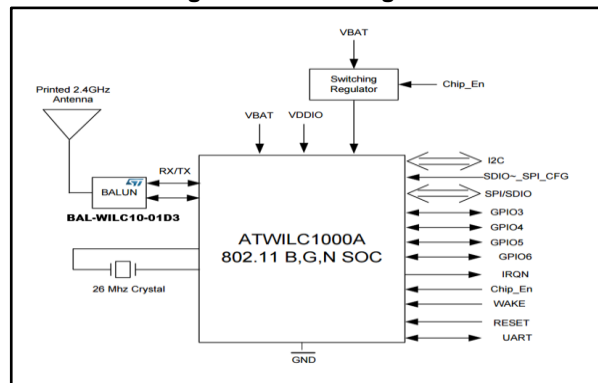 VBAT
Printed 2.4GHz
Antenna
Switching
Regulator
Chip_En
VBAT
VDDIO
RX/TX
I2C
SDIO~_SPI_CFG
BALUN
SPI/SDIO
BAL-WILC10-01D3
GPIO3
ATWILC1000A
GPIO4
802.11 B,G,N SOC
GPIO5
GPIO6
IRQN
26 Mhz Crystal
Chip_En
WAKE
RESET
GND
UART